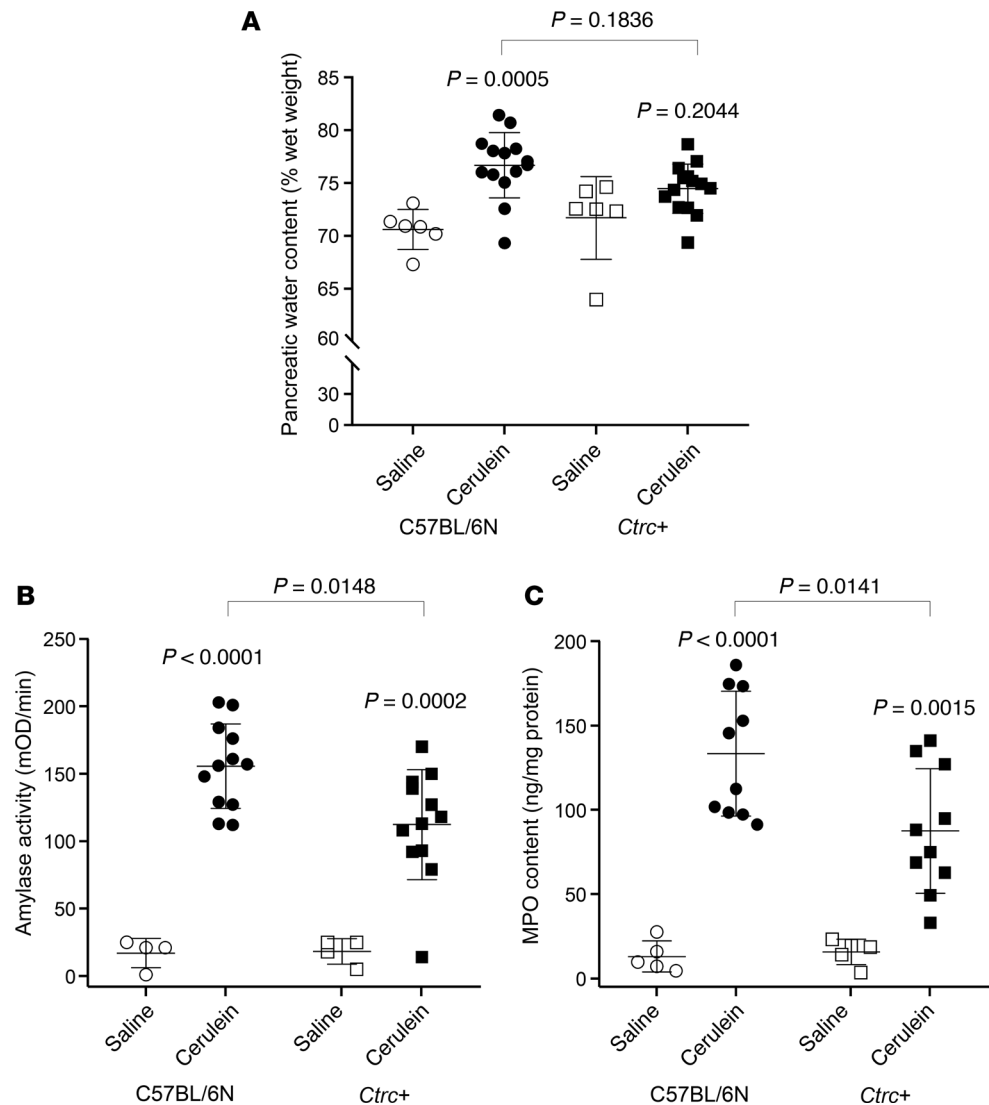 A
P = 0.1836
P = 0.0005
P = 0.2044
Pancreatic water content (% wet weight)
85
80
75
70
65
60
30
0
Saline
Cerulein
Saline
Cerulein
C57BL/6N
Ctrc+
B
P = 0.0148
P < 0.0001
P = 0.0002
Amylase activity (mOD/min)
250
200
150
100
50
0
Saline
Cerulein
Saline
Cerulein
C57BL/6N
Ctrc+
C
P = 0.0141
P < 0.0001
P = 0.0015
MPO content (ng/mg protein)
200
150
100
50
0
Saline
Cerulein
Saline
Cerulein
C57BL/6N
Ctrc+